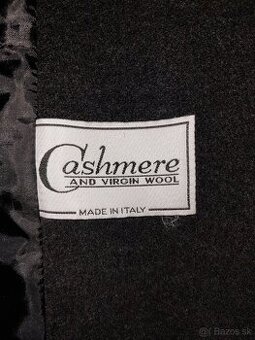 Cashmere
AND VIRGIN WOOL
MADE IN ITALY
Bazos.sk